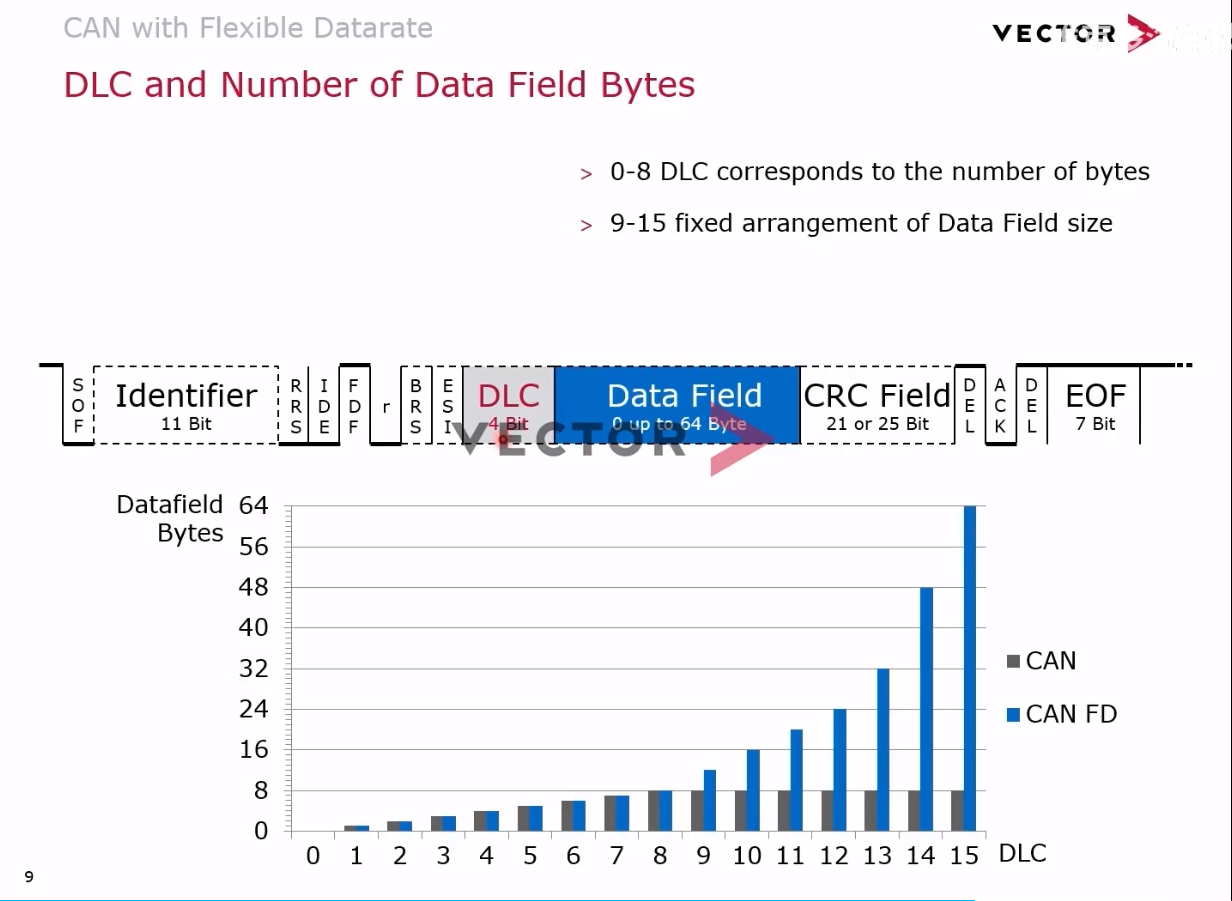 CAN with Flexible Datarate
VECTOR
DLC and Number of Data Field Bytes
> 0-8 DLC corresponds to the number of bytes
> 9-15 fixed arrangement of Data Field size
SOF
Identifier
11 Bit
RRS
IDE
FDF
r
BRS
ESI
DLC
4 Bit
Data Field
0 up to 64 Byte
CRC Field
21 or 25 Bit
DEL
ACK
DEL
EOF
7 Bit
VECTOR
Datafield
Bytes
64
56
48
40
32
24
16
8
0
CAN
CAN FD
0 1 2 3 4 5 6 7 8 9 10 11 12 13 14 15 DLC
9